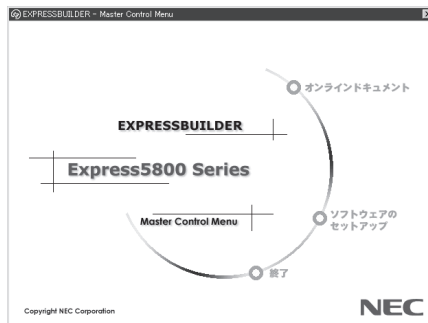 EXPRESSBUILDER - Master Control Menu
オンラインドキュメント
EXPRESSBUILDER
Express5800 Series
ソフトウェアの
セットアップ
Master Control Menu
終了
Copyright NEC Corporation
NEC